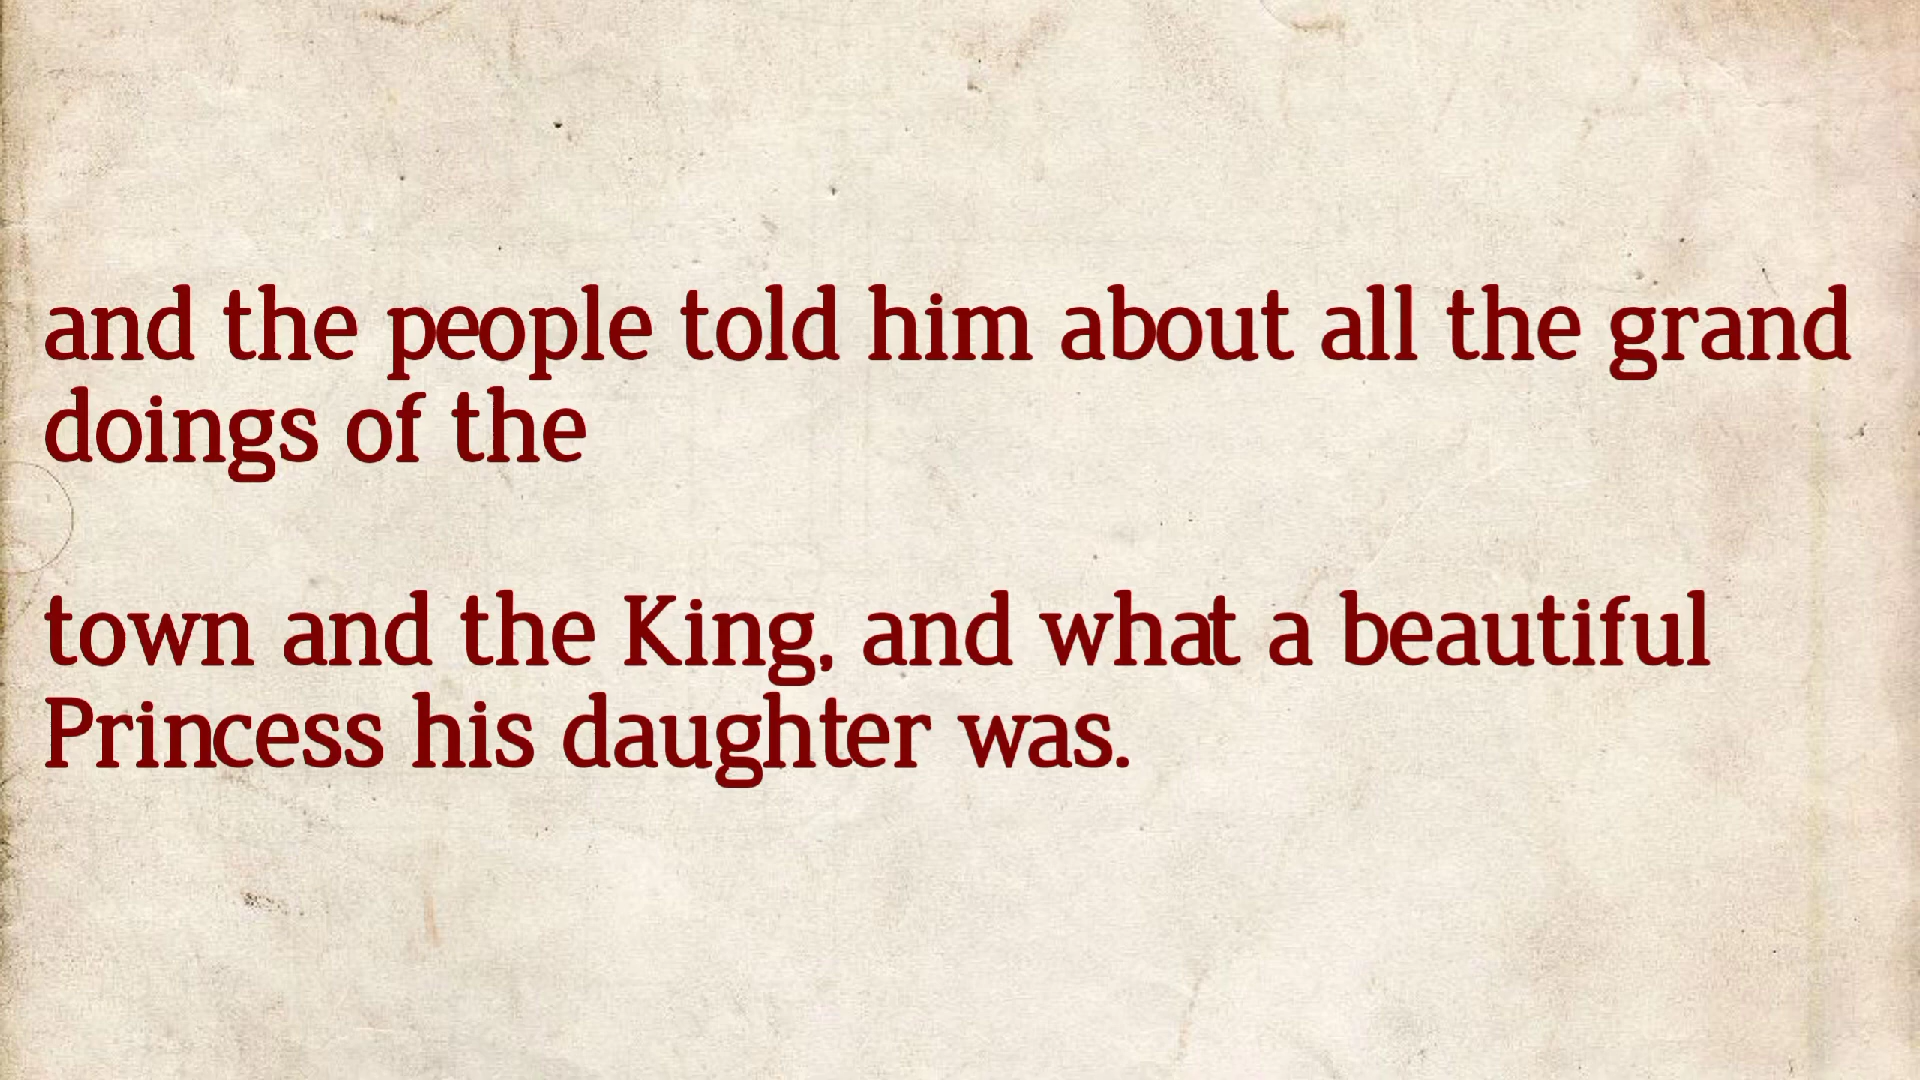 and the people told him about all the grand
doings of the
town and the King, and what a beautiful
Princess his daughter was.